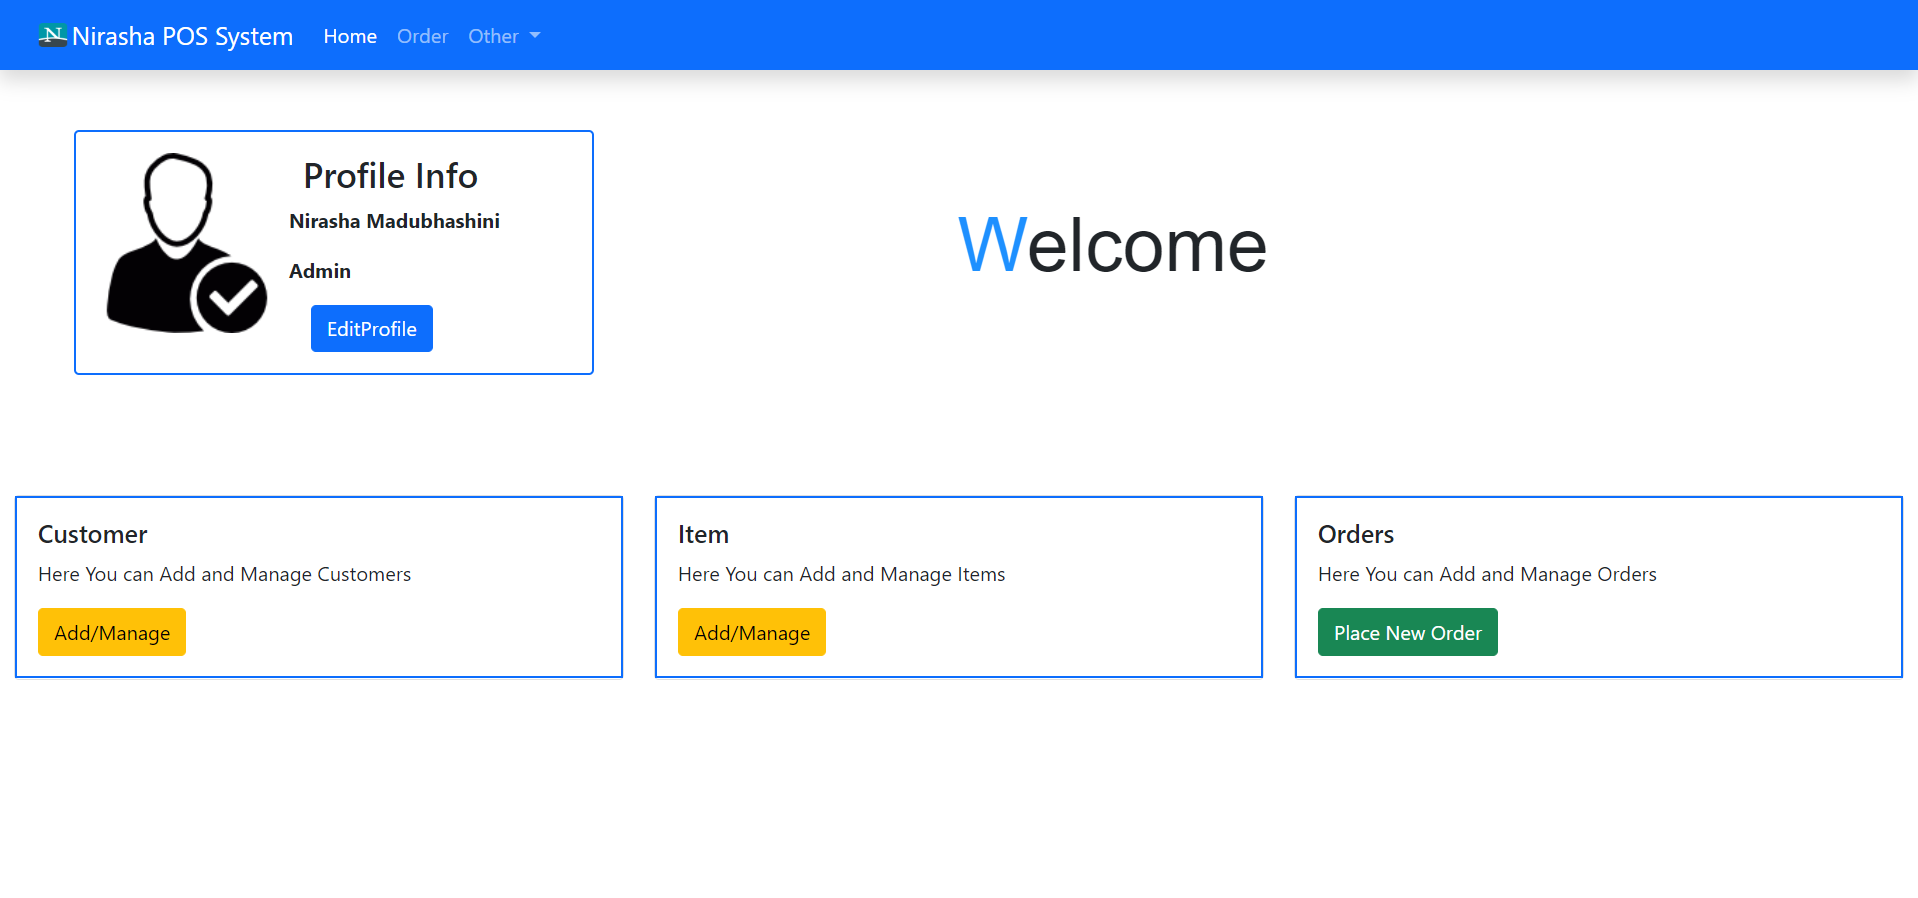 N Nirasha POS System Home Order Other
Profile Info
Nirasha Madubhashini
Admin
EditProfile
Welcome
Customer
Here You can Add and Manage Customers
Add/Manage
Item
Here You can Add and Manage Items
Add/Manage
Orders
Here You can Add and Manage Orders
Place New Order